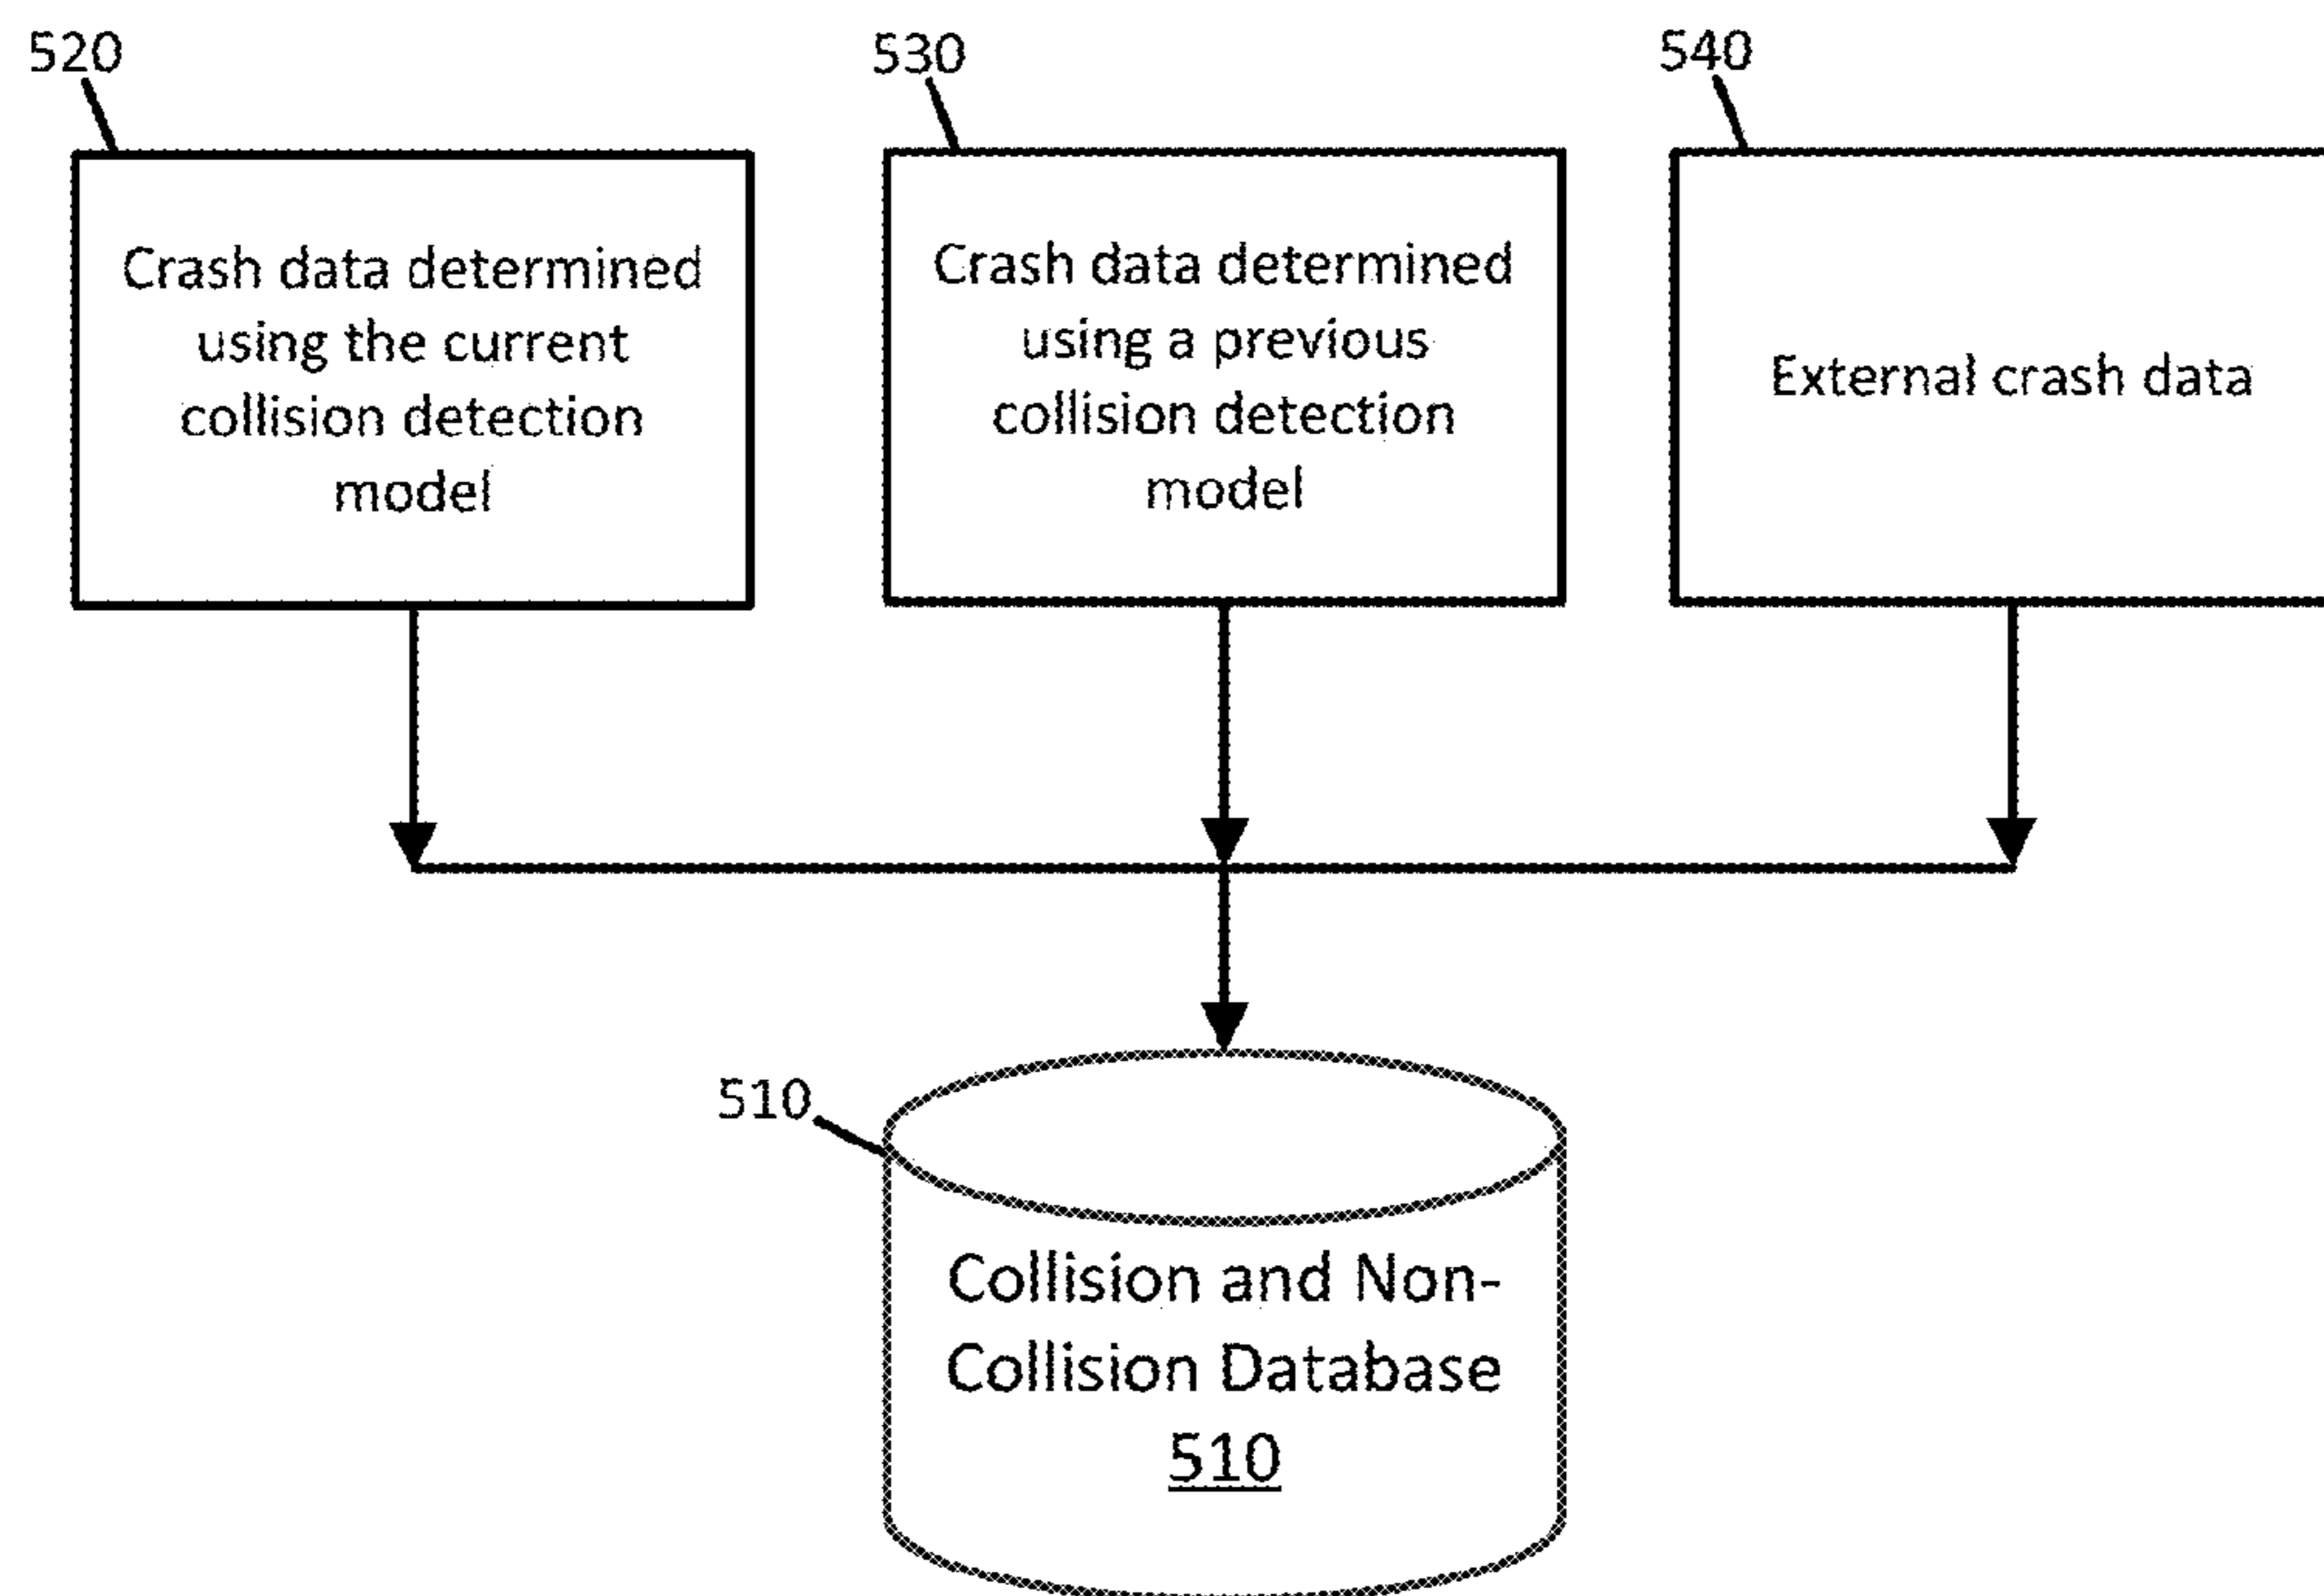 520
530
540
Crash data determined
using the current
collision detection
model
Crash data determined
using a previous
collision detection
model
External crash data
510
Collision and Non-
Collision Database
510